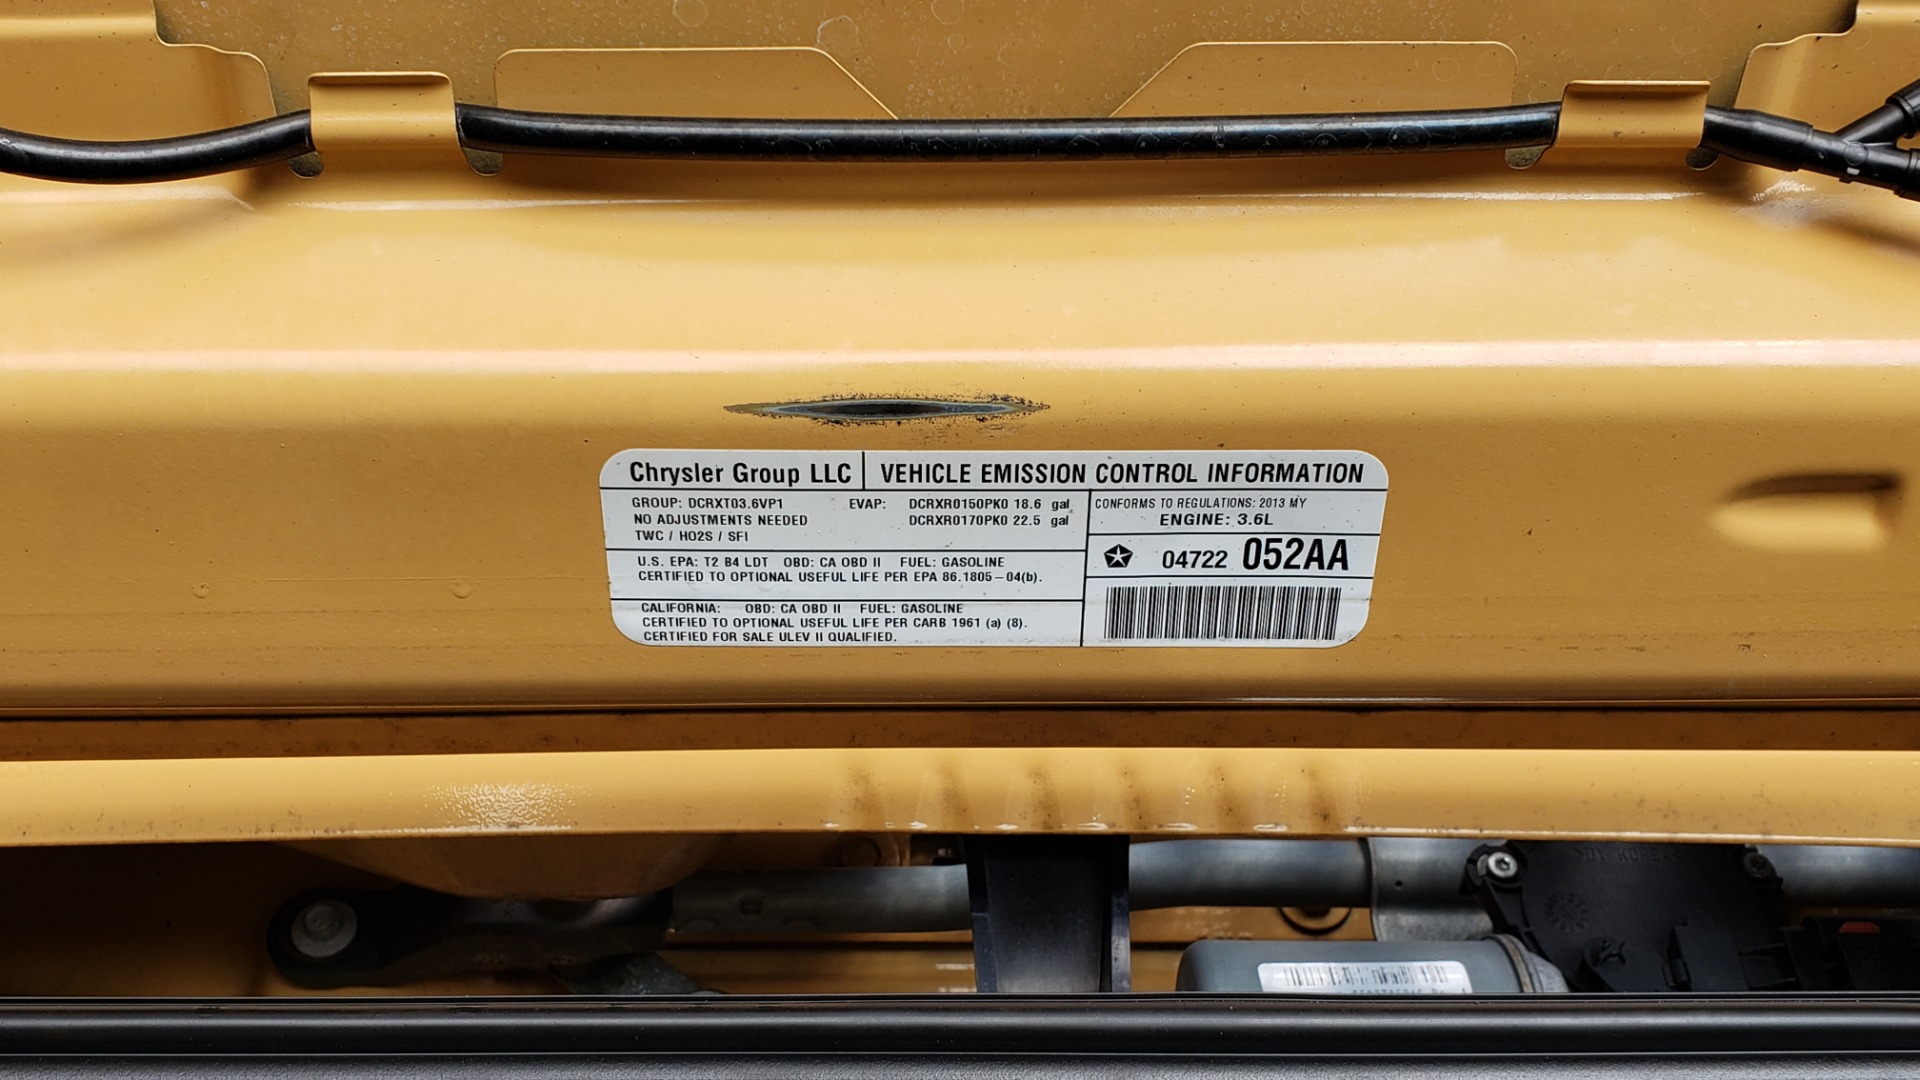 Chrysler Group LLC VEHICLE EMISSION CONTROL INFORMATION
GROUP: DCRXT03.6VP1 EVAP: DCRXR0150PK0 18.6 gal
NO ADJUSTMENTS NEEDED DCRXR0170PK0 22.5 gal
TWC / HO2S / SFI
CONFORMS TO REGULATIONS: 2013 MY
ENGINE: 3.6L
U.S. EPA: T2 B4 LDT OBD: CA OBD II FUEL: GASOLINE
CERTIFIED TO OPTIONAL USEFUL LIFE PER EPA 86.1805-04(b).
04722 052AA
CALIFORNIA: OBD: CA OBD II FUEL: GASOLINE
CERTIFIED TO OPTIONAL USEFUL LIFE PER CARB 1961 (a) (8).
CERTIFIED FOR SALE ULEV II QUALIFIED.